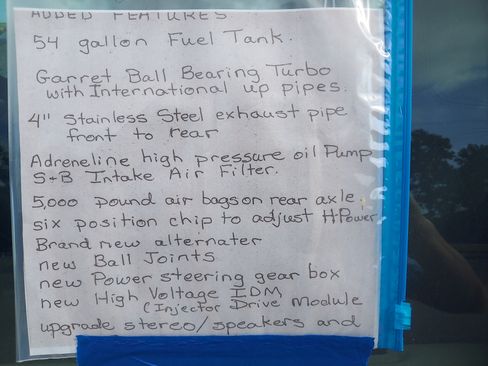 ADDED FEATURES
54 gallon Fuel Tank.
Garret Ball Bearing Turbo
with International up pipes.
4" Stainless Steel exhaust pipe
front to rear
Adreneline high pressure oil Pump
S+B Intake Air Filter.
5,000 pound air bags on rear axle.
six position chip to adjust H.Power
Brand new alternater
new Ball Joints
new Power steering gear box
new High Voltage IDM
(Injector Drive Module
upgrade stereo/speakers and